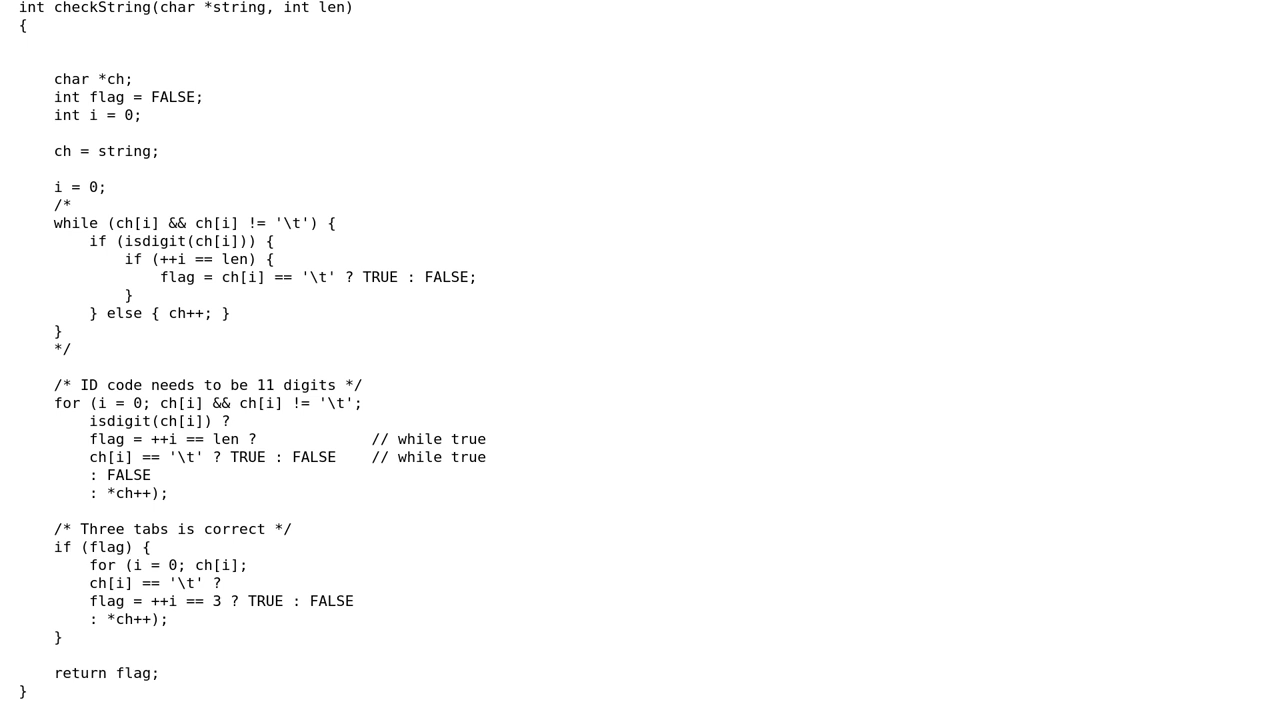 int checkString(char *string, int len)
{
    char *ch;
    int flag = FALSE;
    int i = 0;
    ch = string;
    i = 0;
    /*
    while (ch[i] && ch[i] != '\t') {
        if (isdigit(ch[i])) {
            if (++i == len) {
                flag = ch[i] == '\t' ? TRUE : FALSE;
            }
        } else { ch++; }
    }
    */
    /* ID code needs to be 11 digits */
    for (i = 0; ch[i] && ch[i] != '\t';
        isdigit(ch[i]) ?
        flag = ++i == len ?             // while true
        ch[i] == '\t' ? TRUE : FALSE    // while true
        : FALSE
        : *ch++);
    /* Three tabs is correct */
    if (flag) {
        for (i = 0; ch[i];
        ch[i] == '\t' ?
        flag = ++i == 3 ? TRUE : FALSE
        : *ch++);
    }
    return flag;
}